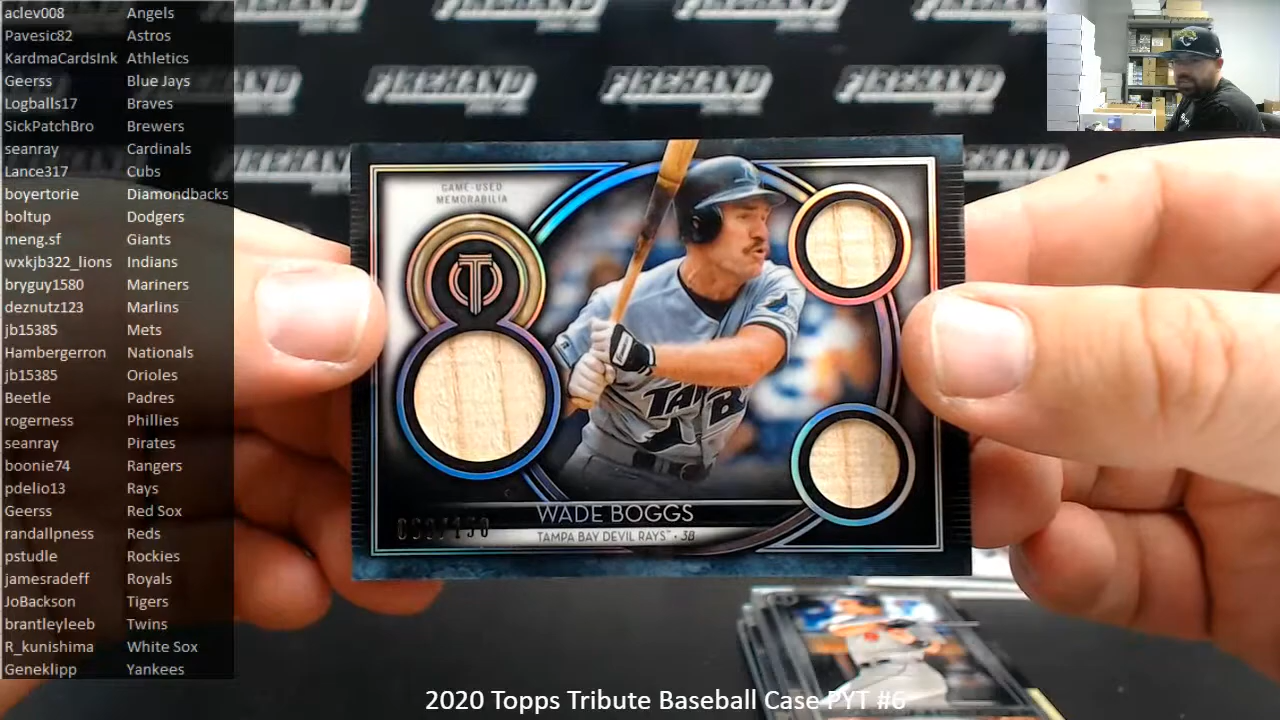 aclev008 Angels
Pavesic82 Astros
KardmaCardsInk Athletics
Geerss Blue Jays
Logballs17 Braves
SickPatchBro Brewers
seanray Cardinals
Lance317 Cubs
boyertorie Diamondbacks
boltup Dodgers
meng.sf Giants
wxkjb322_lions Indians
bryguy1580 Mariners
deznutz123 Marlins
jb15385 Mets
Hambergerron Nationals
jb15385 Orioles
Beetle Padres
rogerness Phillies
seanray Pirates
boonie74 Rangers
pdelio13 Rays
Geerss Red Sox
randallpness Reds
pstudle Rockies
jamesradeff Royals
JoBackson Tigers
brantleyleeb Twins
R_kunishima White Sox
Geneklipp Yankees
FIREHAND FIREHAND FIREHAND
GAME-USED
MEMORABILIA
WADE BOGGS
TAMPA BAY DEVIL RAYS™ • 3B
2020 Topps Tribute Baseball Case PYT #6